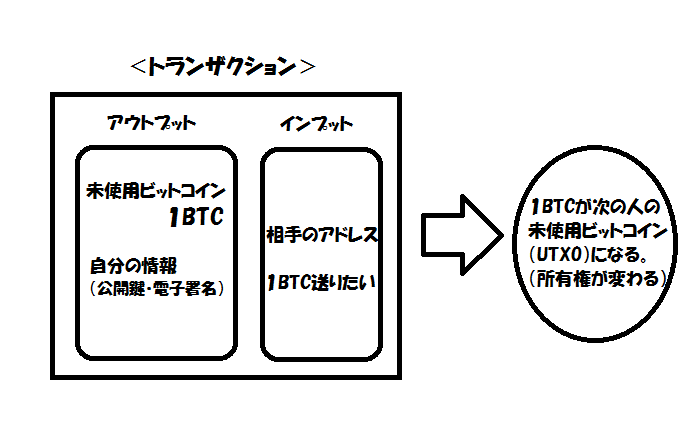 ＜トランザクション＞
アウトプット
インプット
未使用ビットコイン
1BTC
自分の情報
（公開鍵・電子署名）
相手のアドレス
1BTC送りたい
1BTCが次の人の
未使用ビットコイン
（UTXO）になる。
（所有権が変わる）